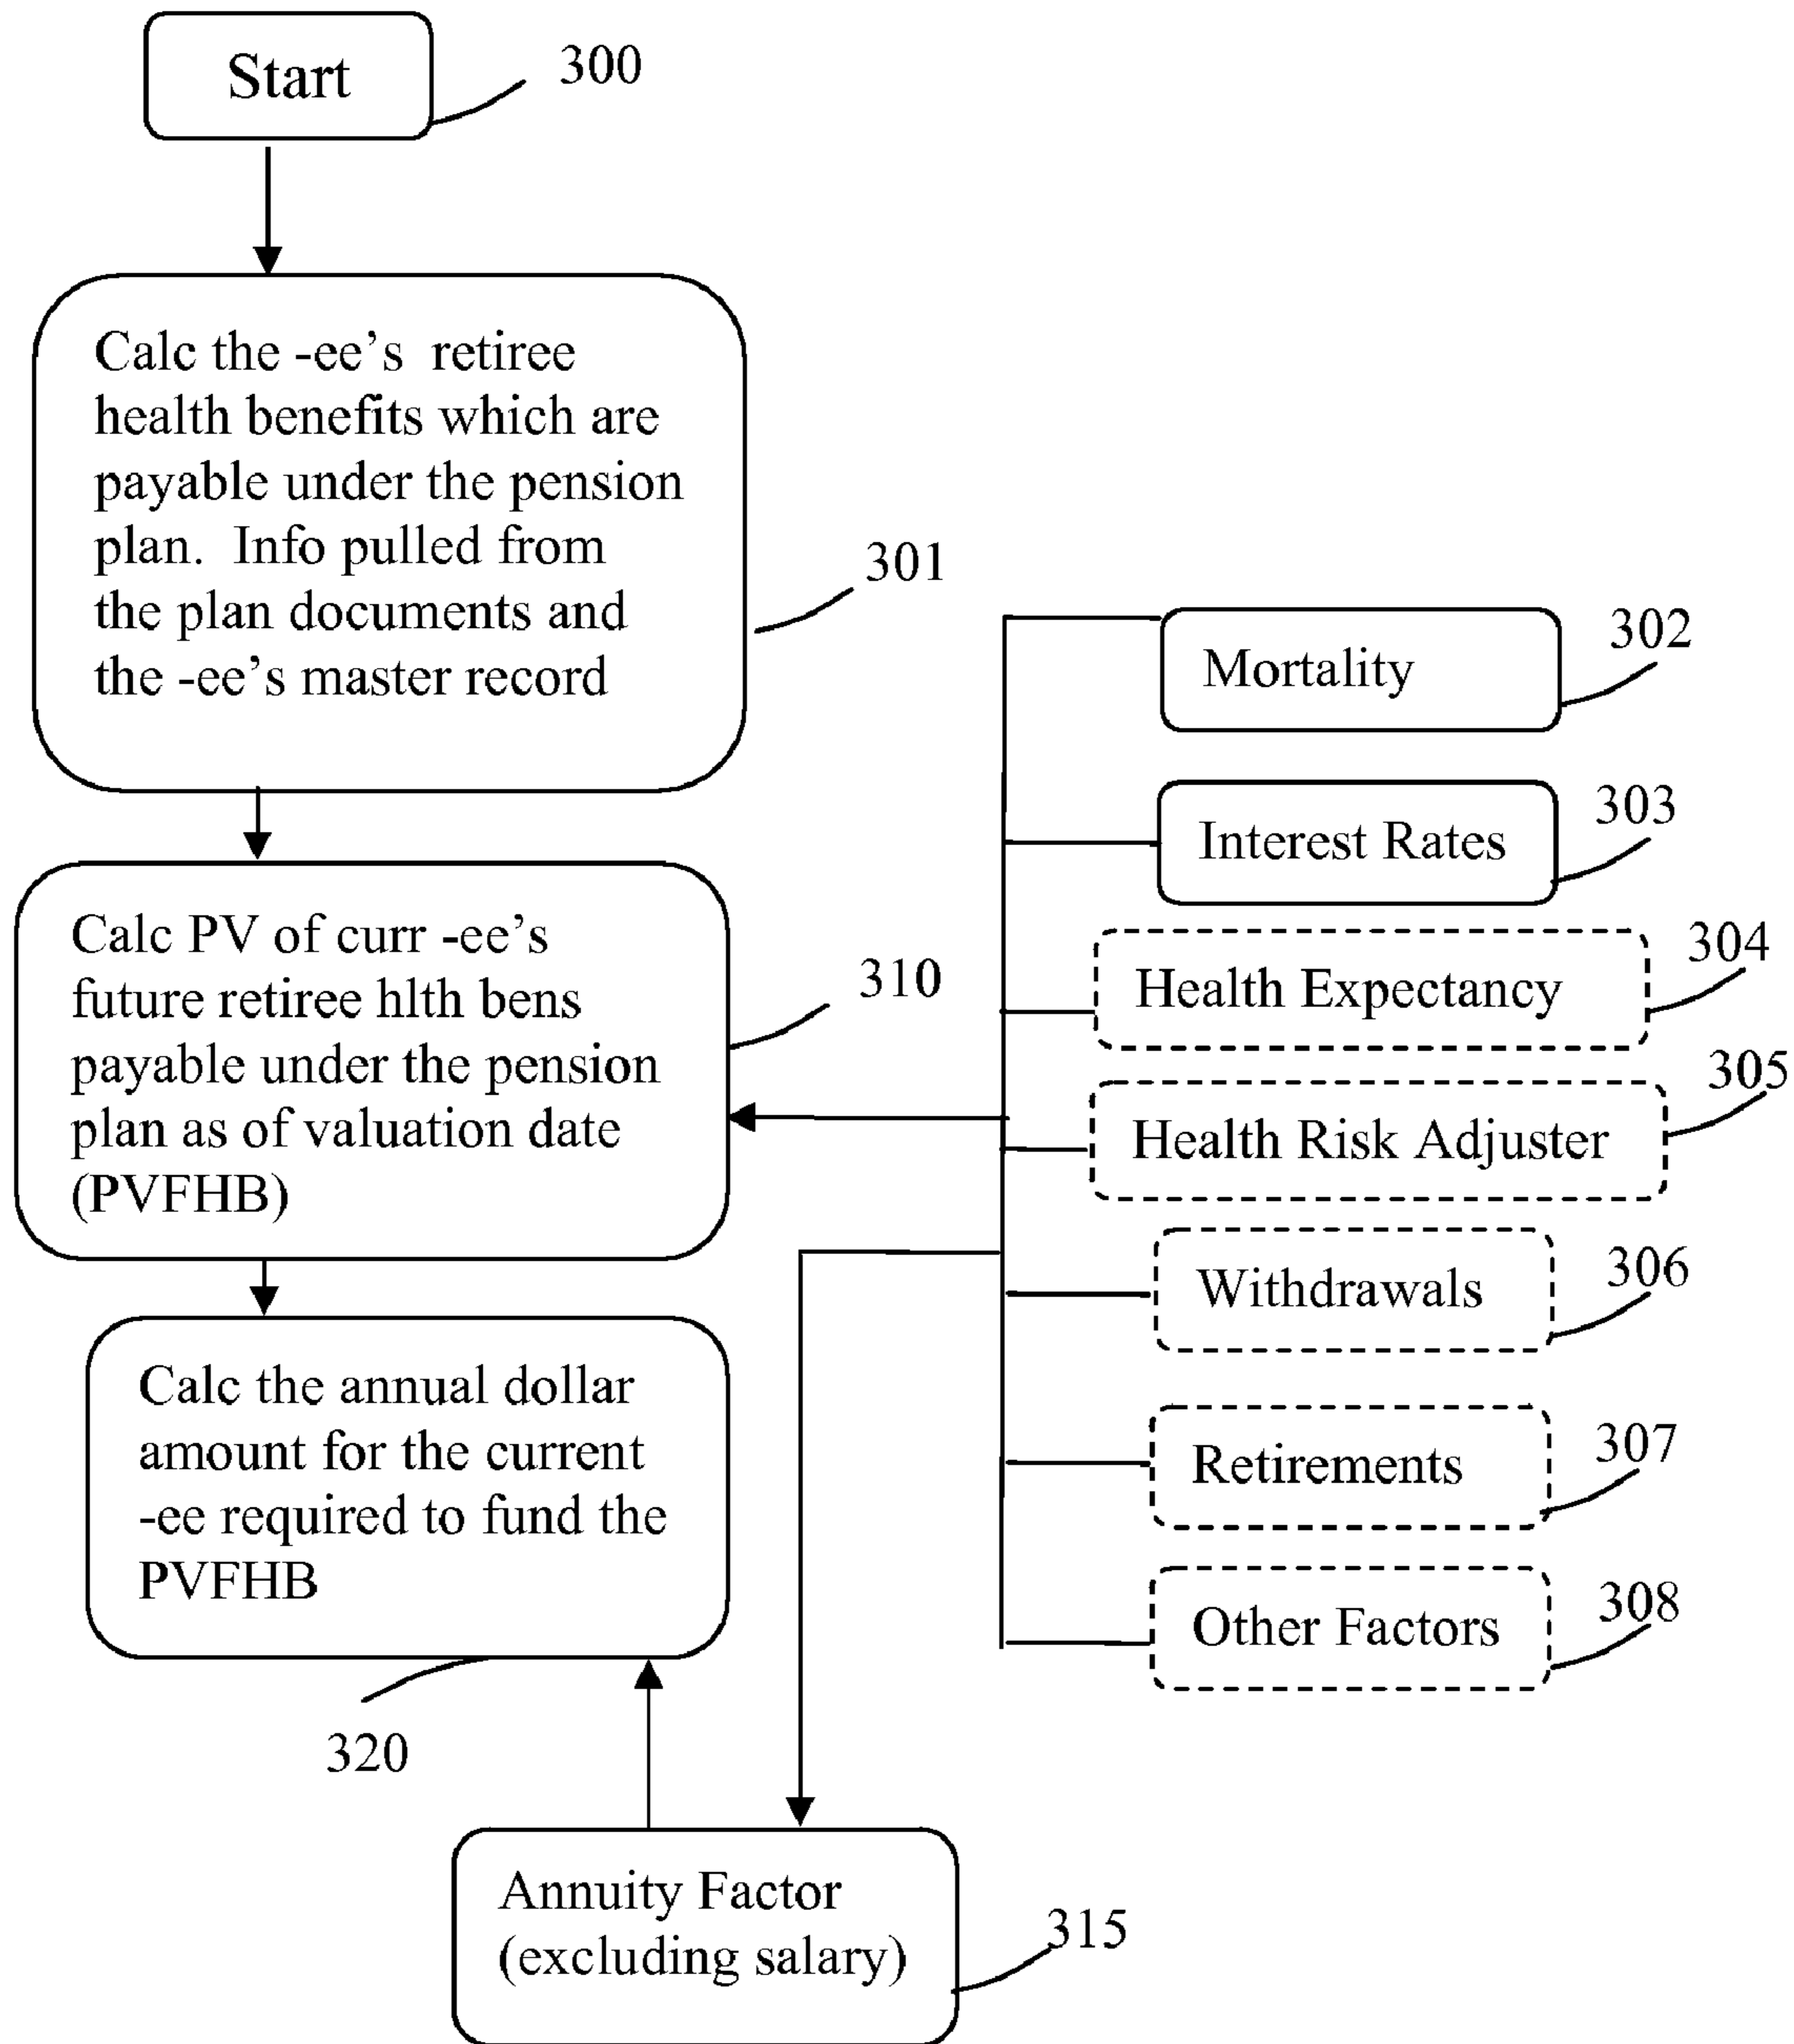 Start
300
Calc the -ee's retiree
health benefits which are
payable under the pension
plan. Info pulled from
the plan documents and
the -ee's master record
301
Mortality
302
Interest Rates
303
Calc PV of curr -ee's
future retiree hlth bens
payable under the pension
plan as of valuation date
(PVFHB)
310
Health Expectancy
304
Health Risk Adjuster
305
Withdrawals
306
Calc the annual dollar
amount for the current
-ee required to fund the
PVFHB
320
Retirements
307
Other Factors
308
Annuity Factor
(excluding salary)
315